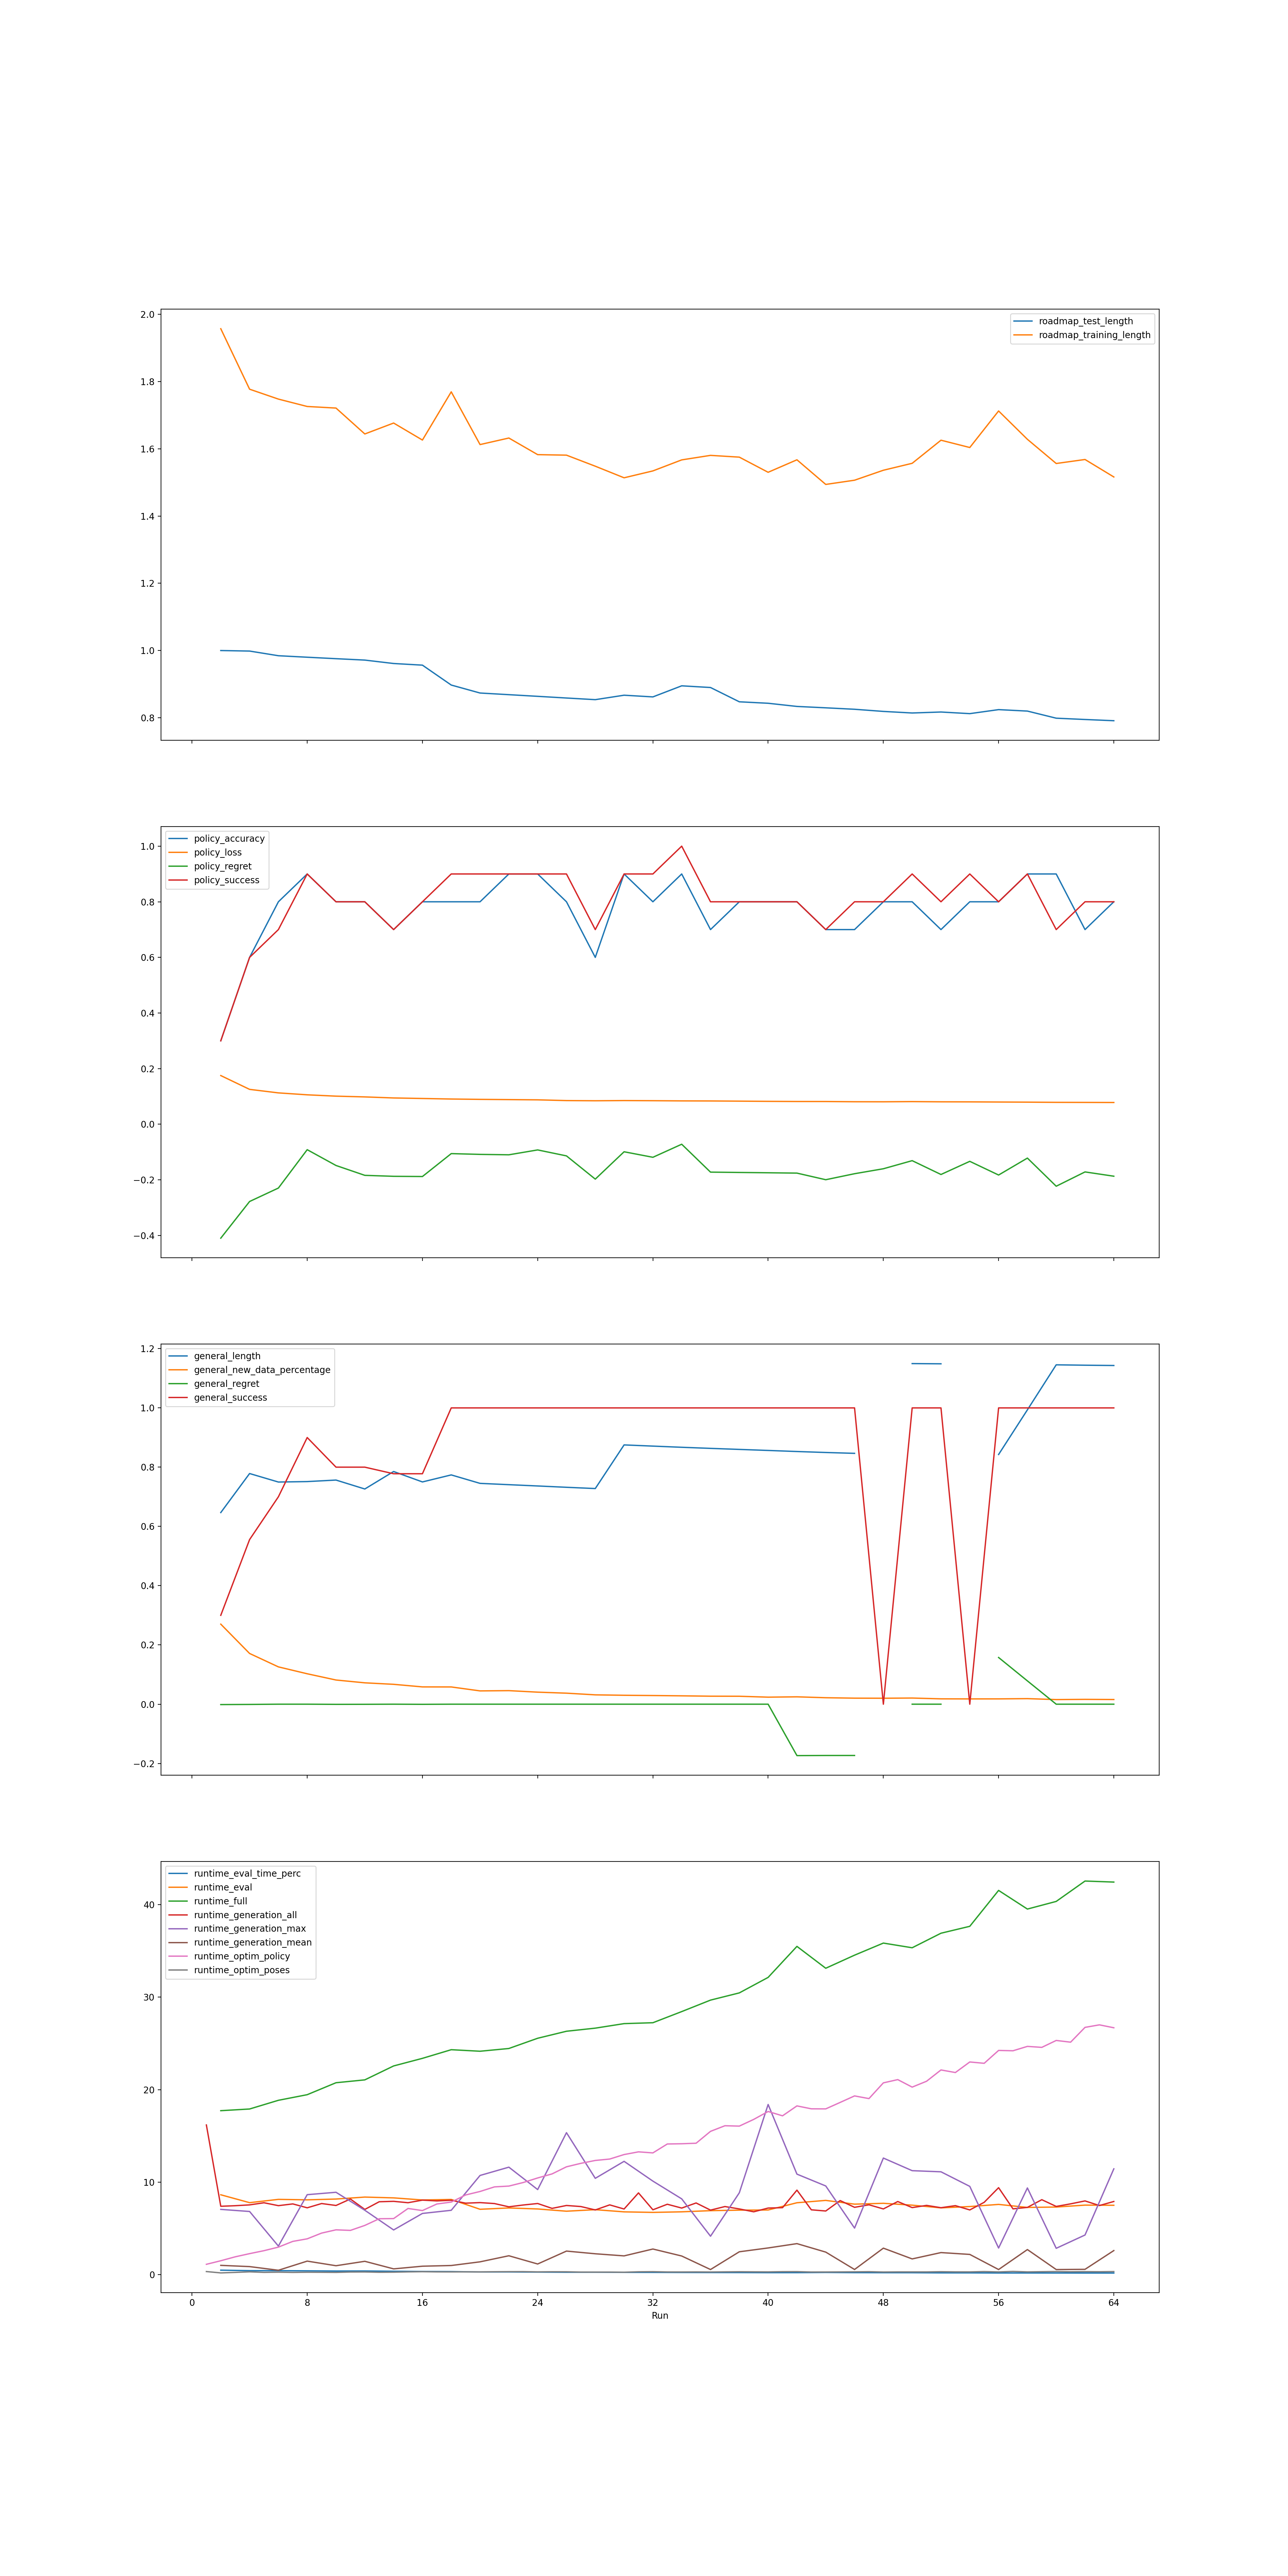 2.0
1.8
1.6
1.4
1.2
1.0
0.8
roadmap_test_length
roadmap_training_length
1.0
0.8
0.6
0.4
0.2
0.0
−0.2
−0.4
policy_accuracy
policy_loss
policy_regret
policy_success
1.2
1.0
0.8
0.6
0.4
0.2
0.0
−0.2
general_length
general_new_data_percentage
general_regret
general_success
40
30
20
10
0
runtime_eval_time_perc
runtime_eval
runtime_full
runtime_generation_all
runtime_generation_max
runtime_generation_mean
runtime_optim_policy
runtime_optim_poses
0 8 16 24 32 40 48 56 64
Run